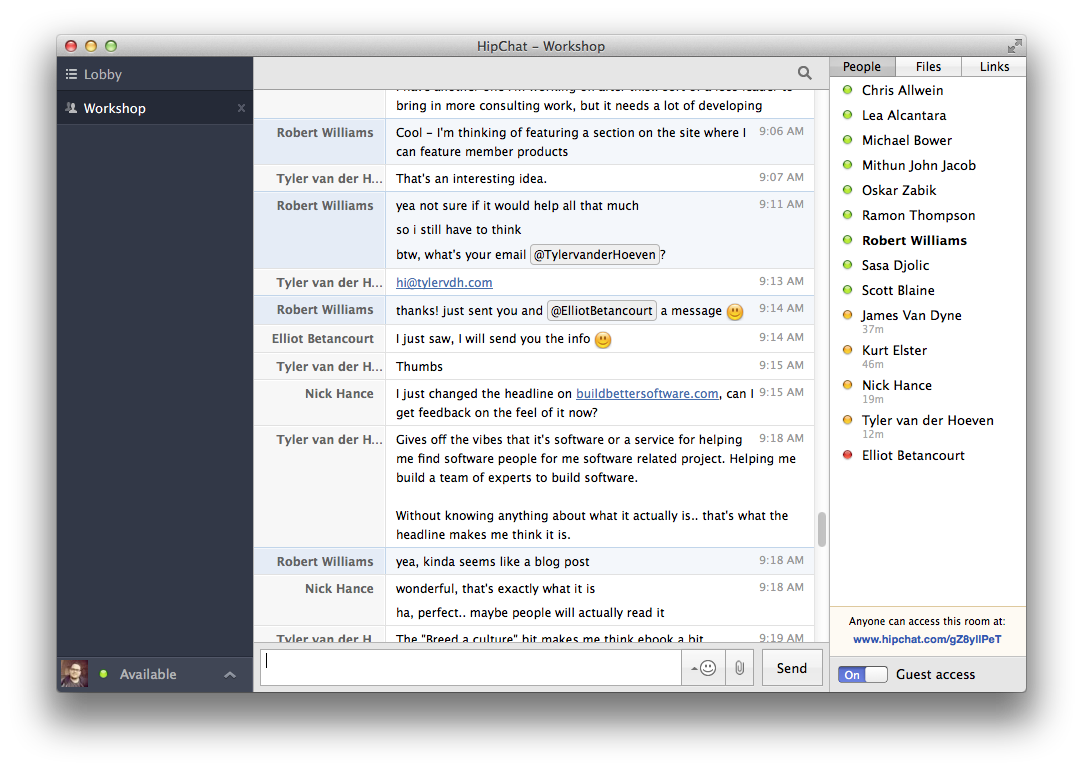 HipChat – Workshop
Lobby
Workshop
bring in more consulting work, but it needs a lot of developing
Robert Williams
Cool – I'm thinking of featuring a section on the site where I
9:06 AM
can feature member products
Tyler van der H...
That's an interesting idea.
9:07 AM
Robert Williams
yea not sure if it would help all that much
9:11 AM
so i still have to think
btw, what's your email @TylervanderHoeven?
Tyler van der H...
hi@tylervdh.com
9:13 AM
Robert Williams
thanks! just sent you and @ElliotBetancourt a message
9:14 AM
Elliot Betancourt
I just saw, I will send you the info
9:14 AM
Tyler van der H...
Thumbs
9:15 AM
Nick Hance
I just changed the headline on buildbettersoftware.com, can I
9:15 AM
get feedback on the feel of it now?
Tyler van der H...
Gives off the vibes that it's software or a service for helping
9:18 AM
me find software people for me software related project. Helping me
build a team of experts to build software.
Without knowing anything about what it actually is.. that's what the
headline makes me think it is.
Robert Williams
yea, kinda seems like a blog post
9:18 AM
Nick Hance
wonderful, that's exactly what it is
9:18 AM
ha, perfect.. maybe people will actually read it
Tyler van der H...
The "Breed a culture" bit makes me think ebook a bit
9:19 AM
Send
Available
People
Files
Links
Chris Allwein
Lea Alcantara
Michael Bower
Mithun John Jacob
Oskar Zabik
Ramon Thompson
Robert Williams
Sasa Djolic
Scott Blaine
James Van Dyne
37m
Kurt Elster
46m
Nick Hance
19m
Tyler van der Hoeven
12m
Elliot Betancourt
Anyone can access this room at:
www.hipchat.com/gZ8yllPeT
On
Guest access